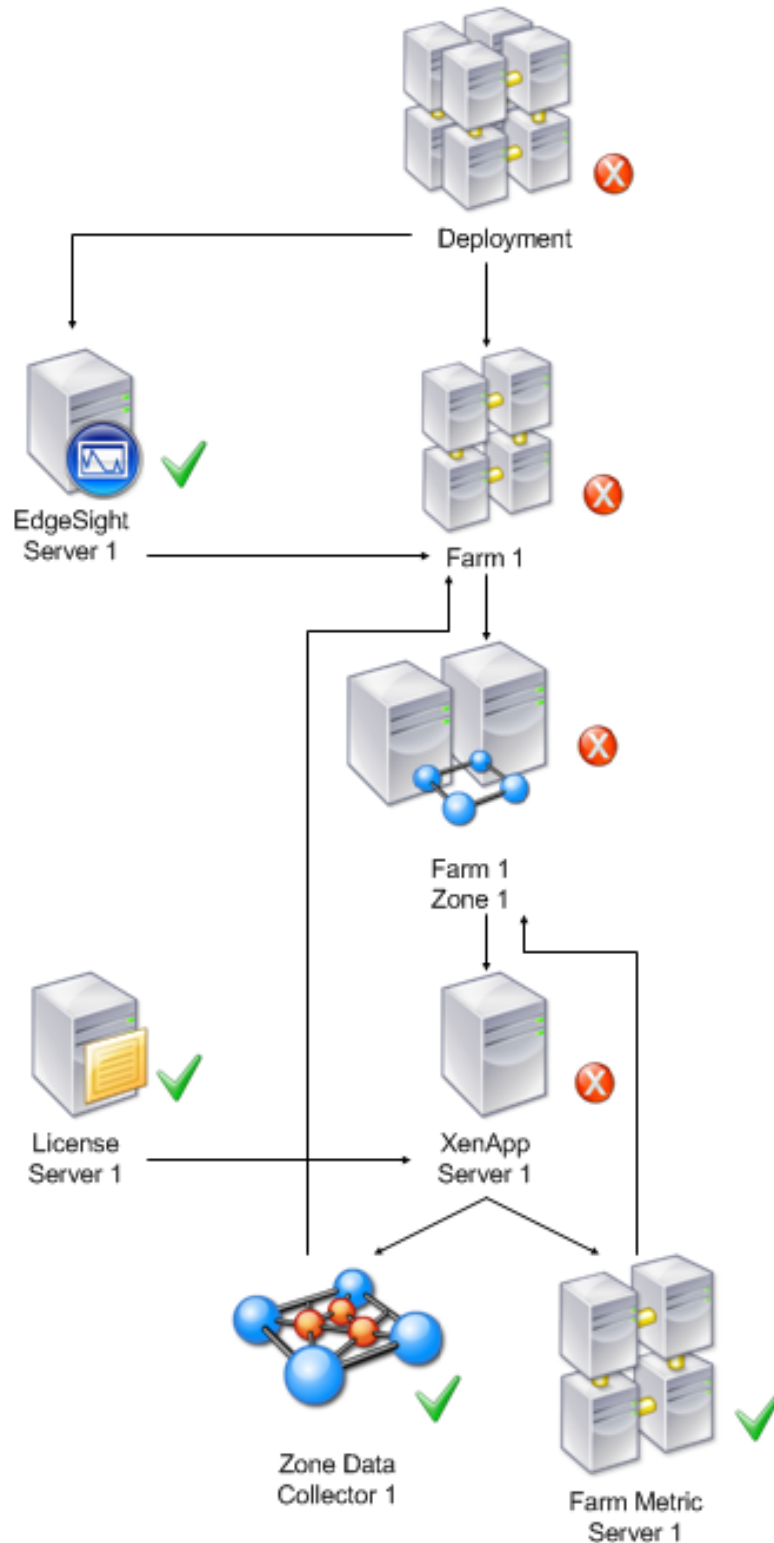 Deployment
EdgeSight
Server 1
Farm 1
Farm 1
Zone 1
License
Server 1
XenApp
Server 1
Zone Data
Collector 1
Farm Metric
Server 1